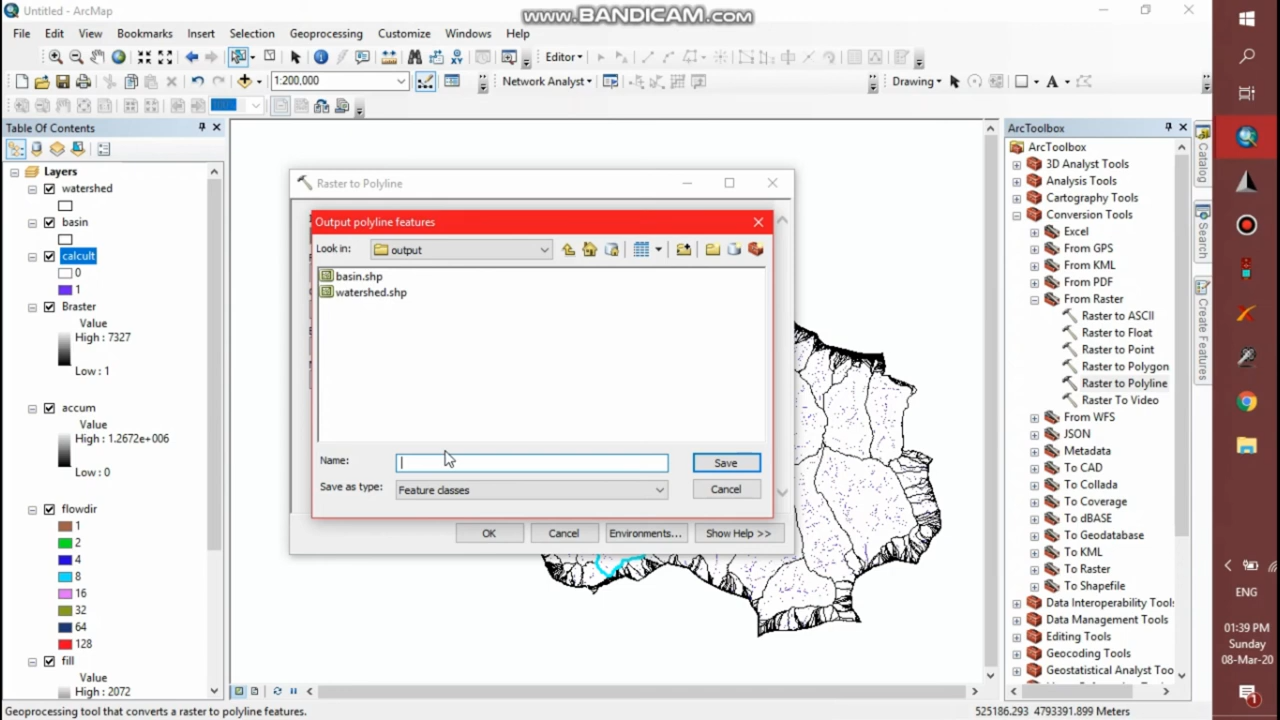 Untitled - ArcMap
www.BANDICAM.com
File Edit View Bookmarks Insert Selection Geoprocessing Customize Windows Help
Editor
1:200,000
Network Analyst
Drawing
A
Table Of Contents
Layers
watershed
basin
calcult
0
1
Braster
Value
High : 7327
Low : 1
accum
Value
High : 1.2672e+006
Low : 0
flowdir
1
2
4
8
16
32
64
128
fill
Value
High : 2072
Raster to Polyline
Output polyline features
Look in:
output
basin.shp
watershed.shp
Name:
Save
Save as type:
Feature classes
Cancel
OK
Cancel
Environments...
Show Help >>
ArcToolbox
ArcToolbox
3D Analyst Tools
Analysis Tools
Cartography Tools
Conversion Tools
Excel
From GPS
From KML
From PDF
From Raster
Raster to ASCII
Raster to Float
Raster to Point
Raster to Polygon
Raster to Polyline
Raster To Video
From WFS
JSON
Metadata
To CAD
To Collada
To Coverage
To dBASE
To Geodatabase
To KML
To Raster
To Shapefile
Data Interoperability Tools
Data Management Tools
Editing Tools
Geocoding Tools
Geostatistical Analyst Too
Catalog
Search
Create Features
ENG
01:39 PM
Sunday
08-Mar-20
1
Geoprocessing tool that converts a raster to polyline features.
525186.293 4793391.899 Meters